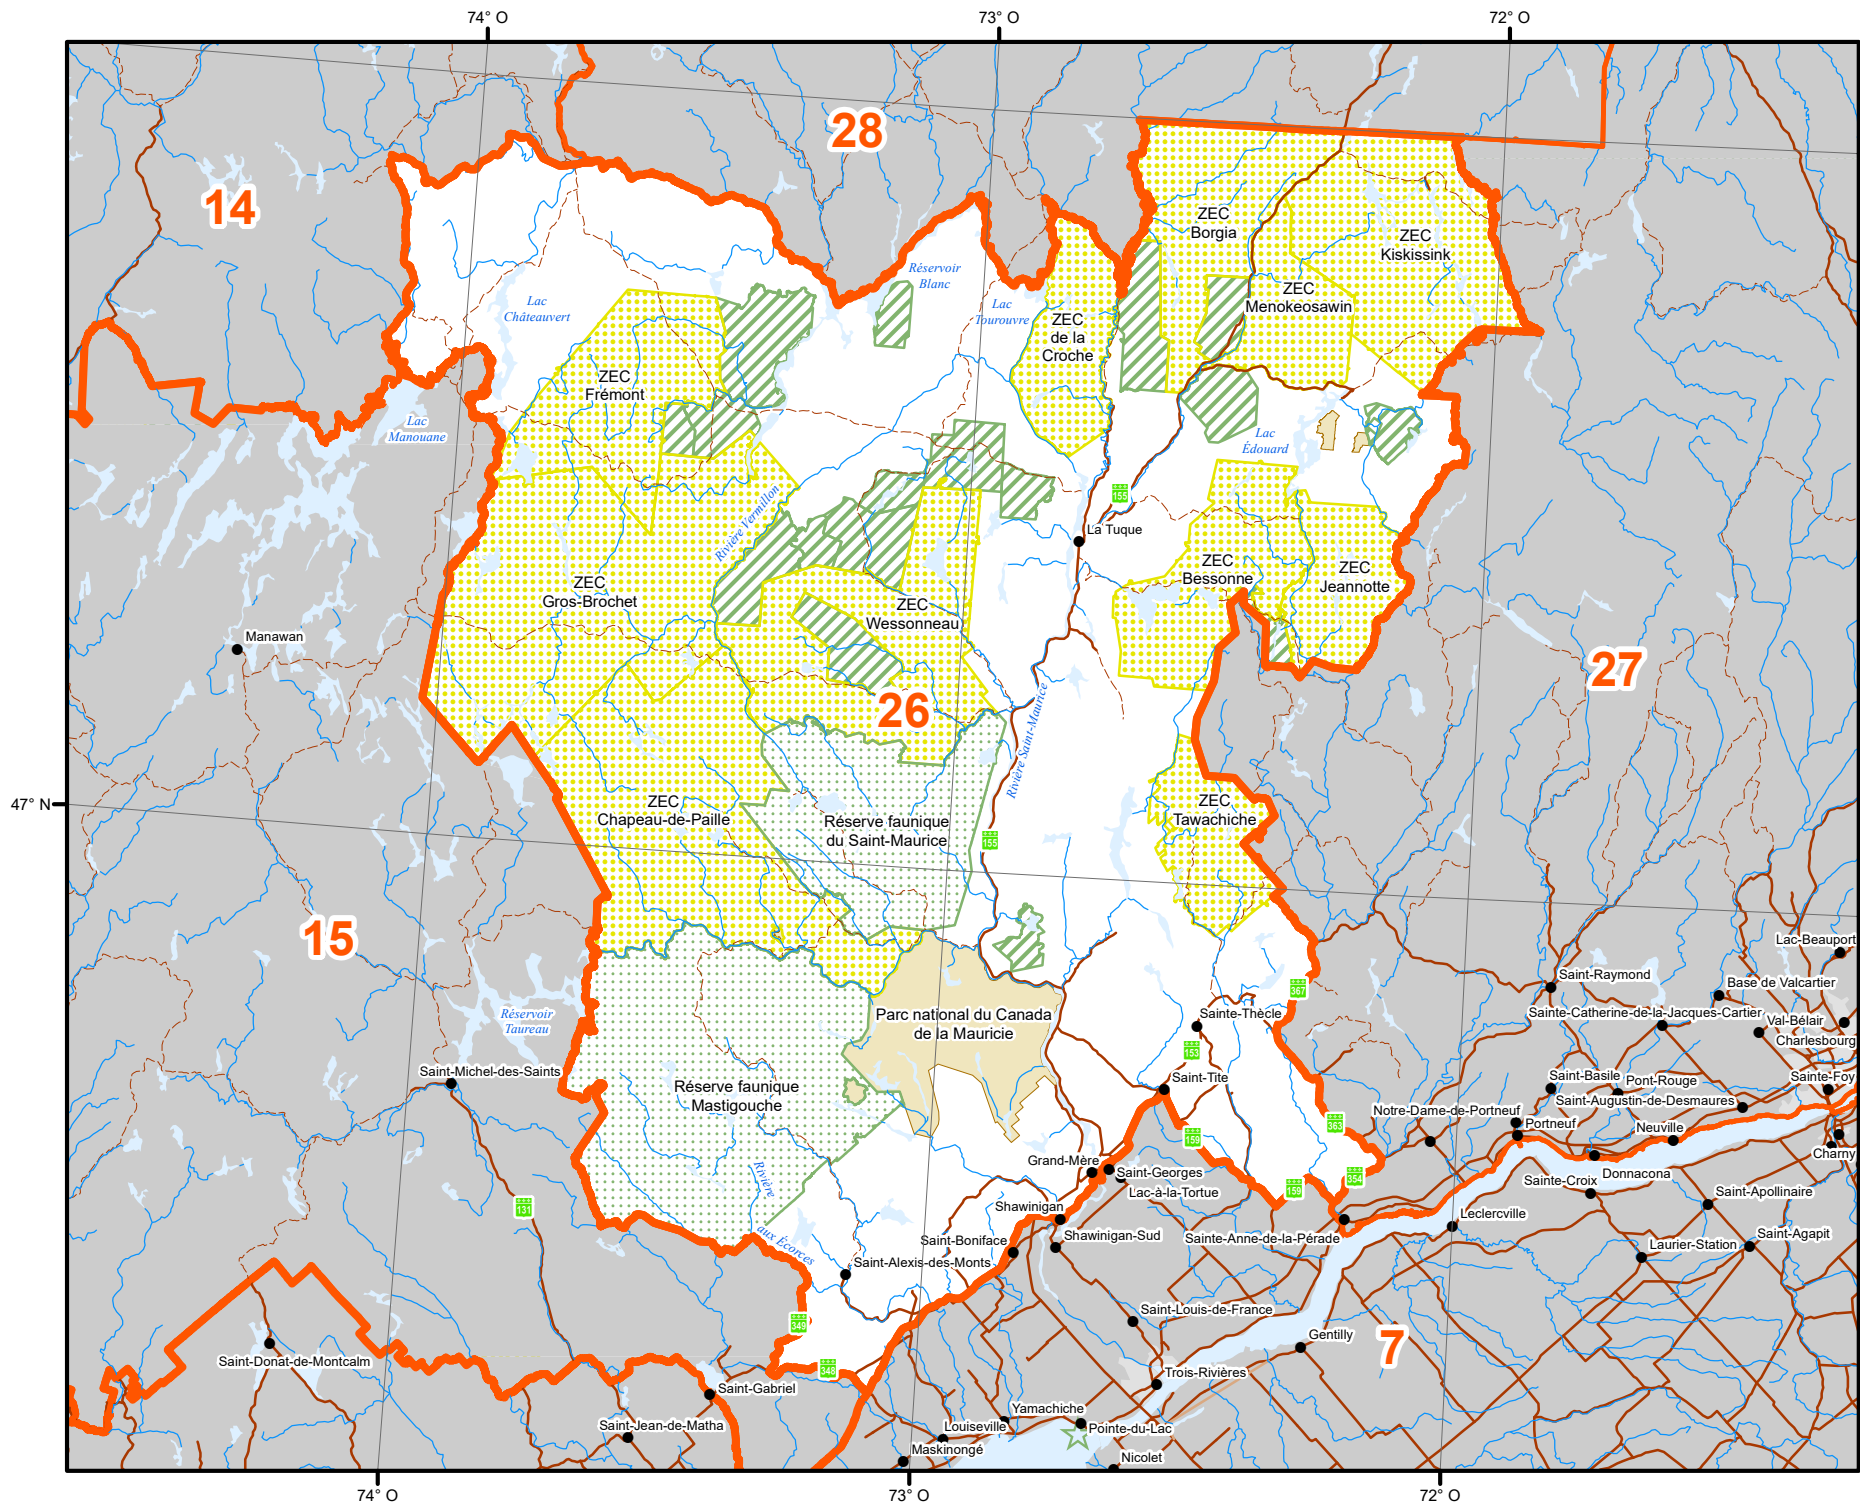 74° O
73° O
72° O
28
14
ZEC
Borgia
ZEC
Kiskissink
Réservoir
Blanc
Lac
Châteauvert
Lac
Tourouvre
ZEC
Menokeosawin
ZEC
de la
Croche
ZEC
Frémont
Lac
Manouane
Lac
Édouard
155
Rivière Vermillon
La Tuque
ZEC
Gros-Brochet
ZEC
Bessonne
ZEC
Jeannotte
ZEC
Wessonneau
Manawan
27
26
Rivière Saint-Maurice
47° N
ZEC
Chapeau-de-Paille
Réserve faunique
du Saint-Maurice
155
ZEC
Tawachiche
15
Lac-Beauport
Saint-Raymond
Base de Valcartier
367
Réservoir
Taureau
Parc national du Canada
de la Mauricie
Sainte-Thècle
Sainte-Catherine-de-la-Jacques-Cartier
Val-Bélair
Charlesbourg
153
Saint-Michel-des-Saints
Réserve faunique
Mastigouche
Saint-Tite
Saint-Basile
Pont-Rouge
Sainte-Foy
Saint-Augustin-de-Desmaures
Notre-Dame-de-Portneuf
Portneuf
363
Neuville
159
Charny
Grand-Mère
Saint-Georges
Donnacona
354
Sainte-Croix
Lac-à-la-Tortue
159
Saint-Apollinaire
Rivière
aux Écorces
131
Shawinigan
Leclercville
Shawinigan-Sud
Sainte-Anne-de-la-Pérade
Saint-Boniface
Saint-Agapit
Laurier-Station
Saint-Alexis-des-Monts
Saint-Louis-de-France
349
Gentilly
7
Saint-Donat-de-Montcalm
348
Trois-Rivières
Saint-Gabriel
Yamachiche
Saint-Jean-de-Matha
Louiseville
Pointe-du-Lac
Maskinongé
Nicolet
74° O
73° O
72° O